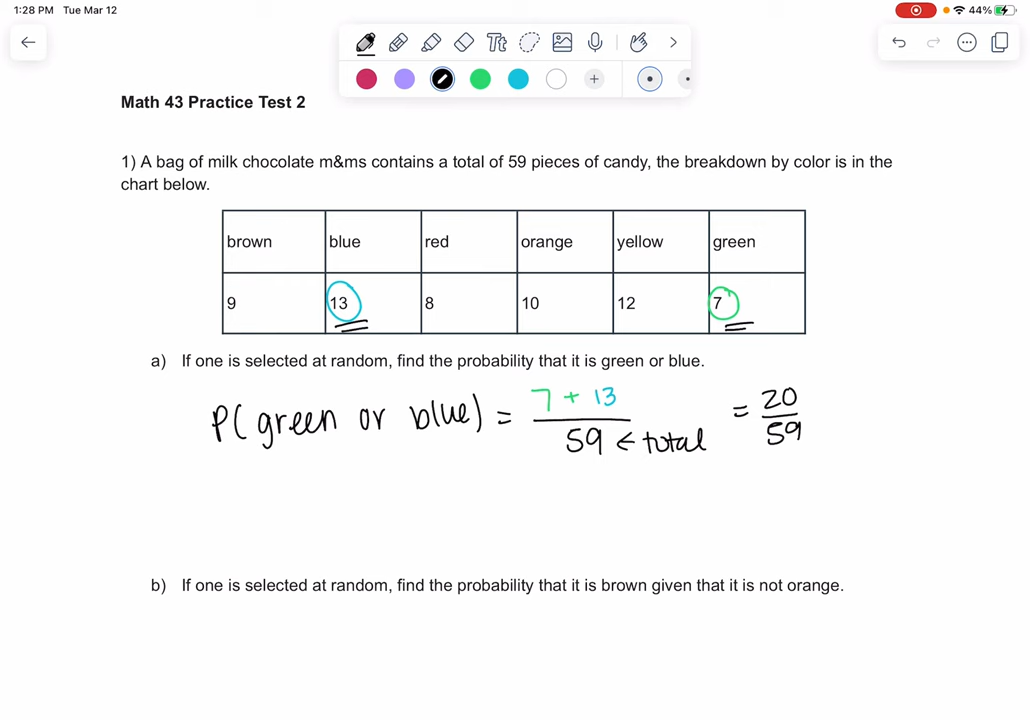 1:28 PM Tue Mar 12
44%
Tt
Math 43 Practice Test 2
1) A bag of milk chocolate m&ms contains a total of 59 pieces of candy, the breakdown by color is in the
chart below.
brown blue red orange yellow green
9 13 8 10 12 7
a) If one is selected at random, find the probability that it is green or blue.
P(green or blue) = 7 + 13 / 59 ← total = 20 / 59
b) If one is selected at random, find the probability that it is brown given that it is not orange.